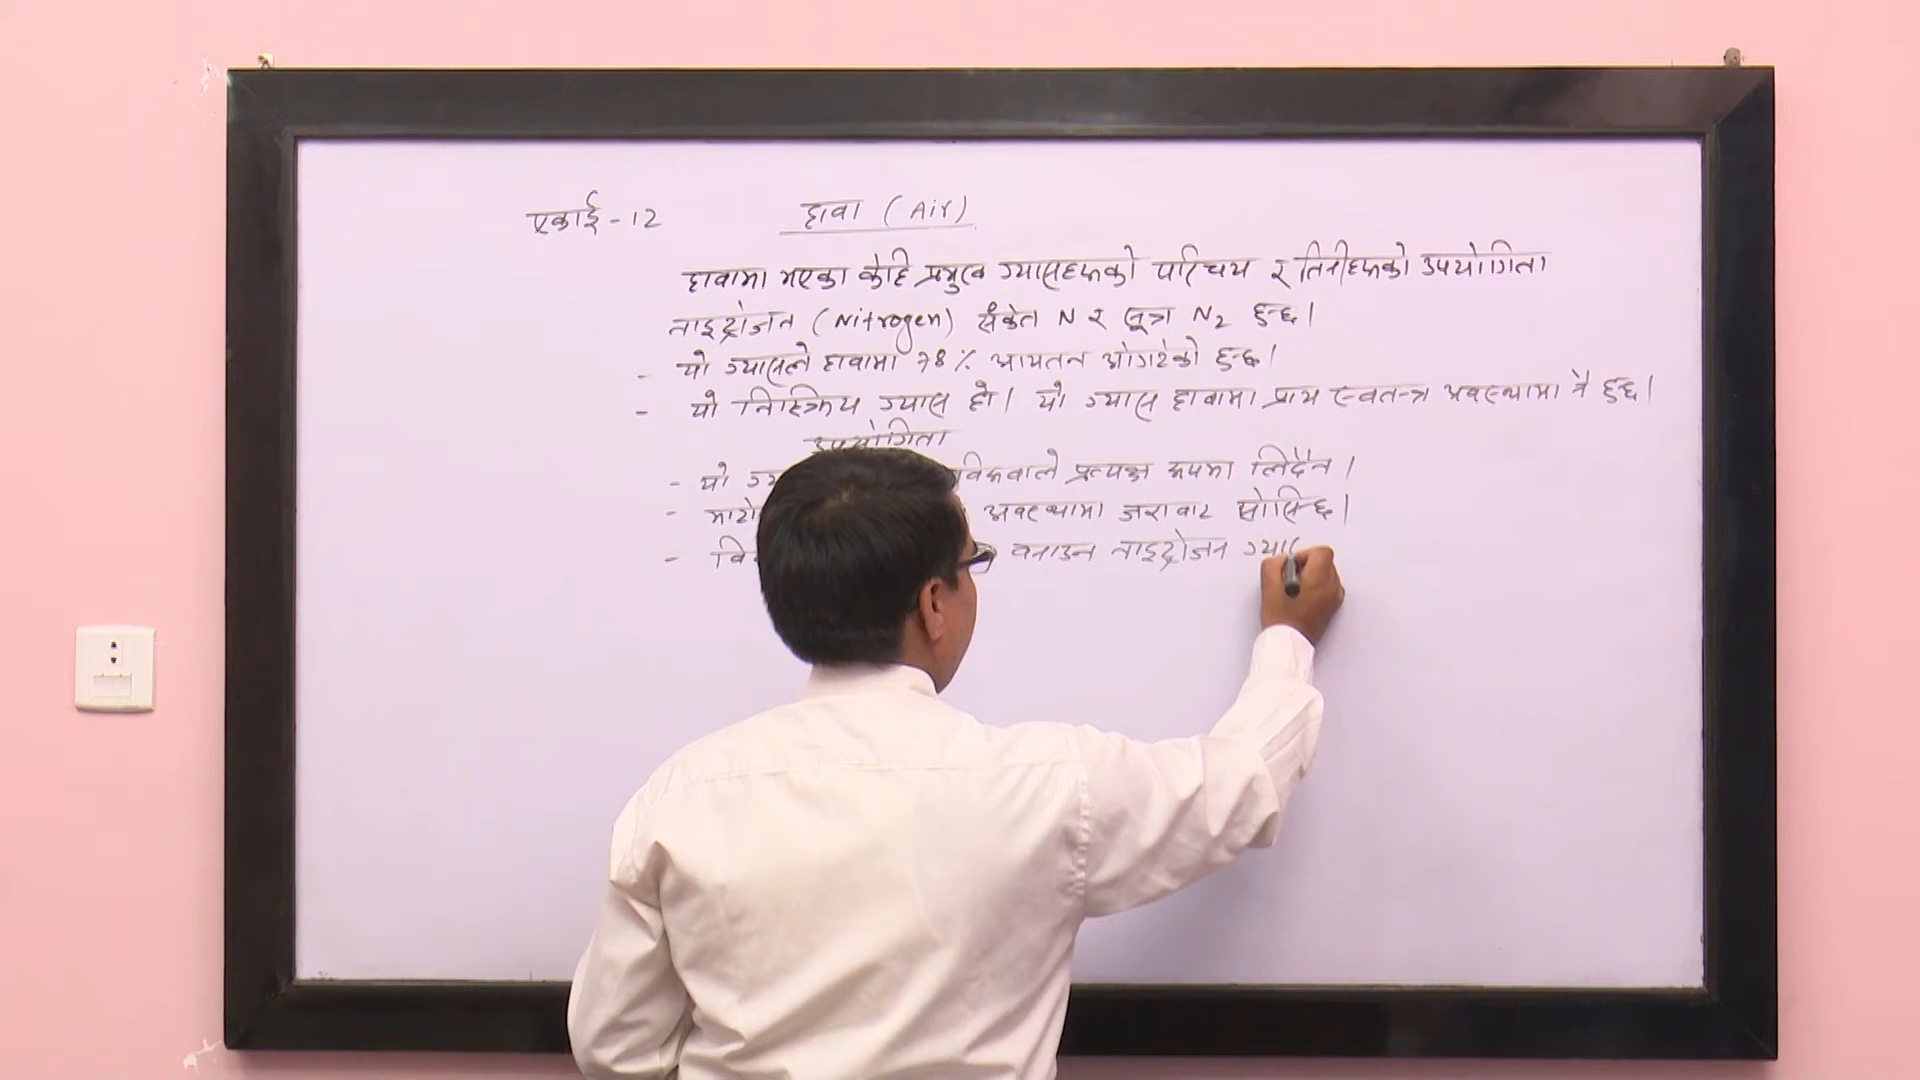 एकाई - 12 हावा (Air)
हावामा भएका केहि प्रमुख ग्यासहरूको परिचय र तिनीहरूको उपयोगिता
नाइट्रोजन (Nitrogen) संकेत N र सूत्र N2 हुन्छ।
- यो ग्यासले हावामा 78 % आयतन ओगटेको हुन्छ।
- यो निष्क्रिय ग्यास हो। यो ग्यास हावामा प्राय स्वतन्त्र अवस्थामा नै हुन्छ।
उपयोगिता
- यो प्रत्यक्ष रूपमा लिदैन।
- अवस्थामा जराबाट सोसिन्छ।
- बनाउन नाइट्रोजन